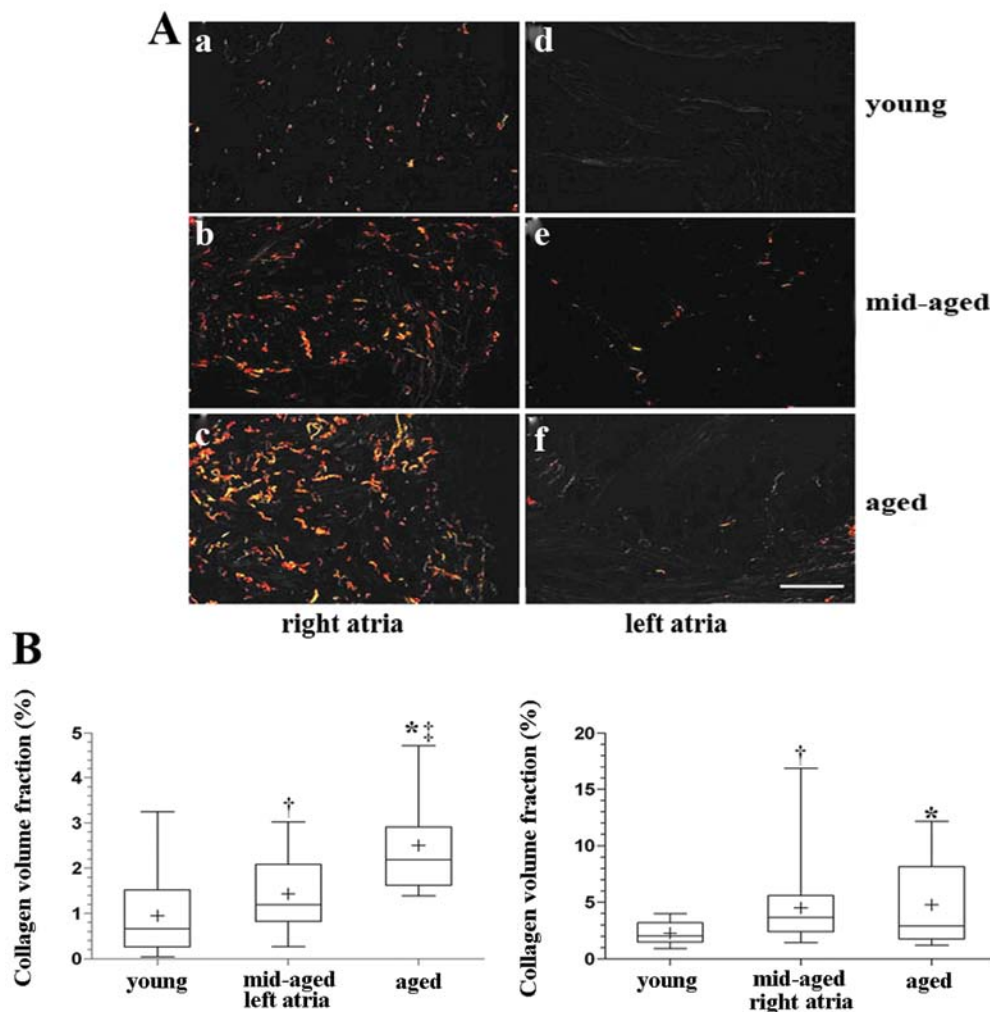 A
a
d
young
b
e
mid-aged
c
f
aged
right atria
left atria
B
Collagen volume fraction (%)
5
4
3
2
1
0
†
*‡
young
mid-aged
aged
left atria
Collagen volume fraction (%)
20
15
10
5
0
†
*
young
mid-aged
aged
right atria